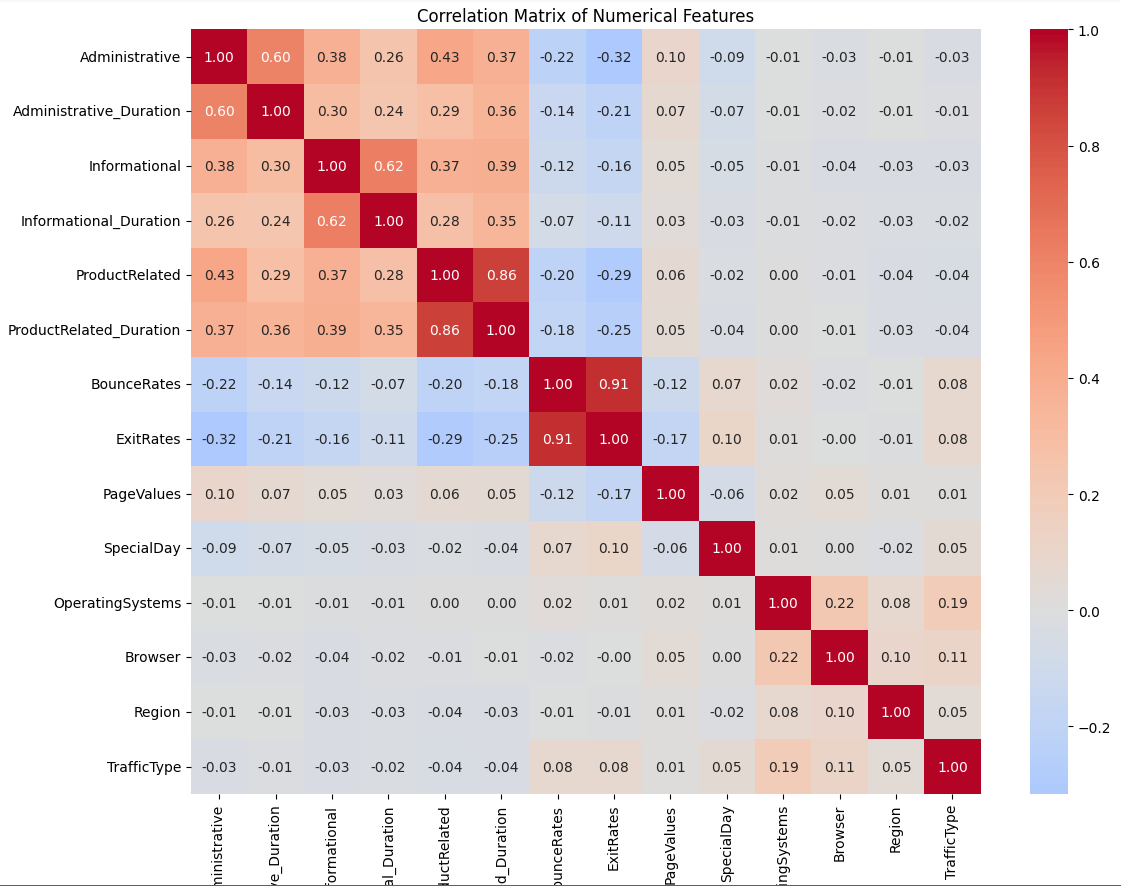 Correlation Matrix of Numerical Features
Administrative 1.00 0.60 0.38 0.26 0.43 0.37 -0.22 -0.32 0.10 -0.09 -0.01 -0.03 -0.01 -0.03
Administrative_Duration 0.60 1.00 0.30 0.24 0.29 0.36 -0.14 -0.21 0.07 -0.07 -0.01 -0.02 -0.01 -0.01
Informational 0.38 0.30 1.00 0.62 0.37 0.39 -0.12 -0.16 0.05 -0.05 -0.01 -0.04 -0.03 -0.03
Informational_Duration 0.26 0.24 0.62 1.00 0.28 0.35 -0.07 -0.11 0.03 -0.03 -0.01 -0.02 -0.03 -0.02
ProductRelated 0.43 0.29 0.37 0.28 1.00 0.86 -0.20 -0.29 0.06 -0.02 0.00 -0.01 -0.04 -0.04
ProductRelated_Duration 0.37 0.36 0.39 0.35 0.86 1.00 -0.18 -0.25 0.05 -0.04 0.00 -0.01 -0.03 -0.04
BounceRates -0.22 -0.14 -0.12 -0.07 -0.20 -0.18 1.00 0.91 -0.12 0.07 0.02 -0.02 -0.01 0.08
ExitRates -0.32 -0.21 -0.16 -0.11 -0.29 -0.25 0.91 1.00 -0.17 0.10 0.01 -0.00 -0.01 0.08
PageValues 0.10 0.07 0.05 0.03 0.06 0.05 -0.12 -0.17 1.00 -0.06 0.02 0.05 0.01 0.01
SpecialDay -0.09 -0.07 -0.05 -0.03 -0.02 -0.04 0.07 0.10 -0.06 1.00 0.01 0.00 -0.02 0.05
OperatingSystems -0.01 -0.01 -0.01 -0.01 0.00 0.00 0.02 0.01 0.02 0.01 1.00 0.22 0.08 0.19
Browser -0.03 -0.02 -0.04 -0.02 -0.01 -0.01 -0.02 -0.00 0.05 0.00 0.22 1.00 0.10 0.11
Region -0.01 -0.01 -0.03 -0.03 -0.04 -0.03 -0.01 -0.01 0.01 -0.02 0.08 0.10 1.00 0.05
TrafficType -0.03 -0.01 -0.03 -0.02 -0.04 -0.04 0.08 0.08 0.01 0.05 0.19 0.11 0.05 1.00
ministrative
ve_Duration
formational
al_Duration
ductRelated
d_Duration
ounceRates
ExitRates
PageValues
SpecialDay
ingSystems
Browser
Region
TrafficType
1.0
0.8
0.6
0.4
0.2
0.0
−0.2